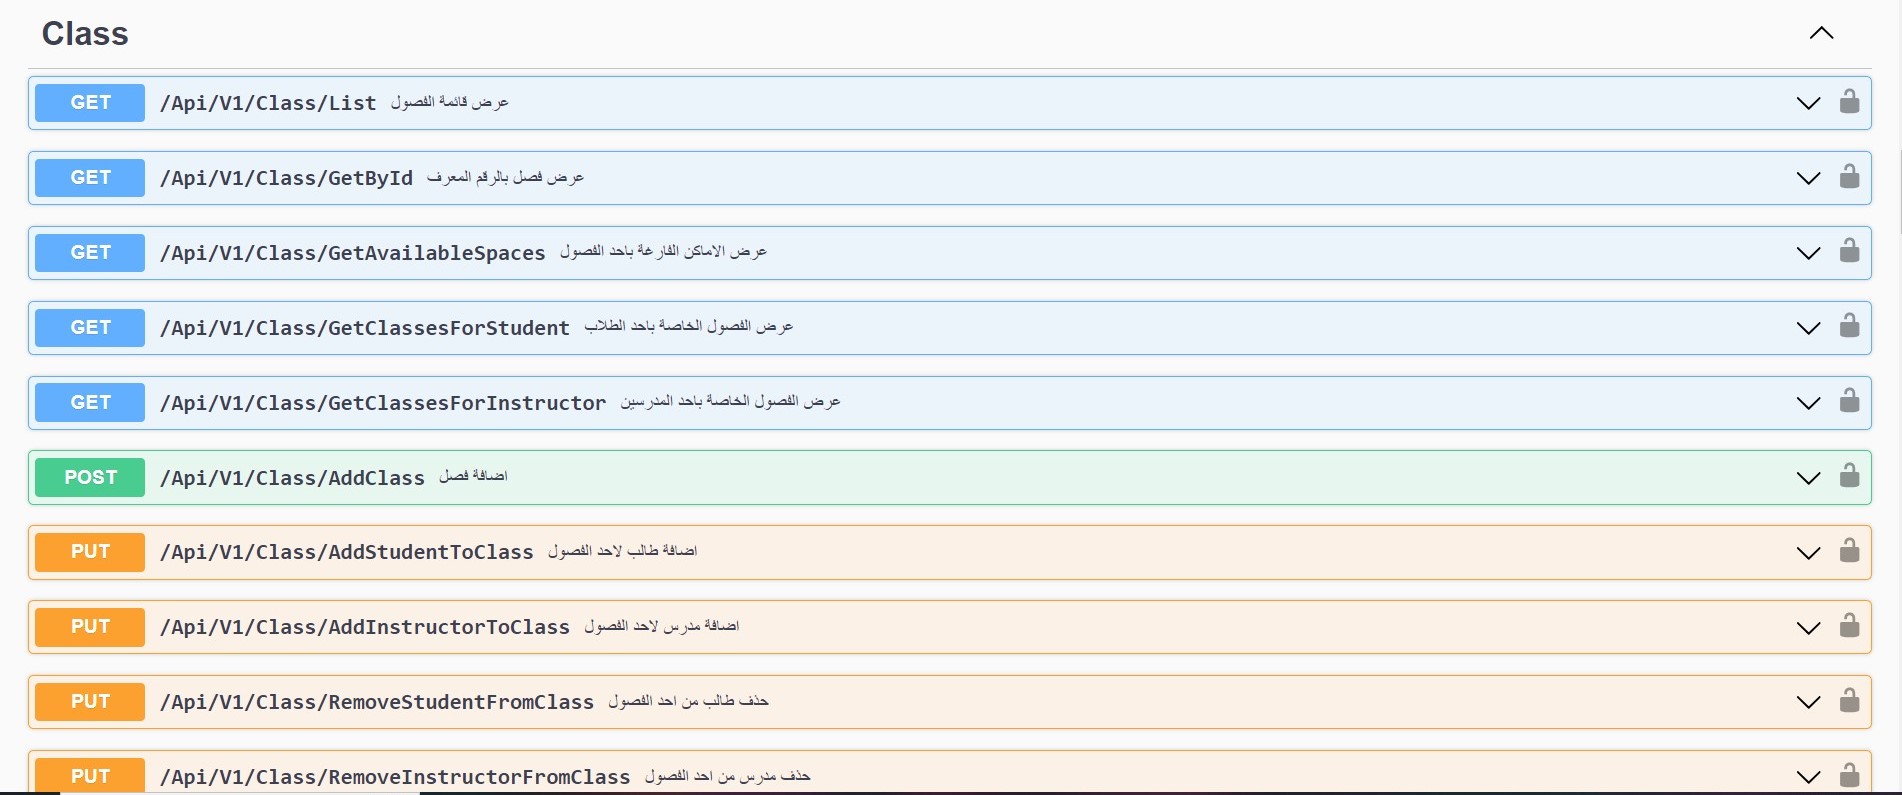 Class
GET /Api/V1/Class/List عرض قائمة الفصول
GET /Api/V1/Class/GetById عرض فصل بالرقم المعرف
GET /Api/V1/Class/GetAvailableSpaces عرض الاماكن الفارغة باحد الفصول
GET /Api/V1/Class/GetClassesForStudent عرض الفصول الخاصة باحد الطلاب
GET /Api/V1/Class/GetClassesForInstructor عرض الفصول الخاصة باحد المدرسين
POST /Api/V1/Class/AddClass اضافة فصل
PUT /Api/V1/Class/AddStudentToClass اضافة طالب لاحد الفصول
PUT /Api/V1/Class/AddInstructorToClass اضافة مدرس لاحد الفصول
PUT /Api/V1/Class/RemoveStudentFromClass حذف طالب من احد الفصول
PUT /Api/V1/Class/RemoveInstructorFromClass حذف مدرس من احد الفصول